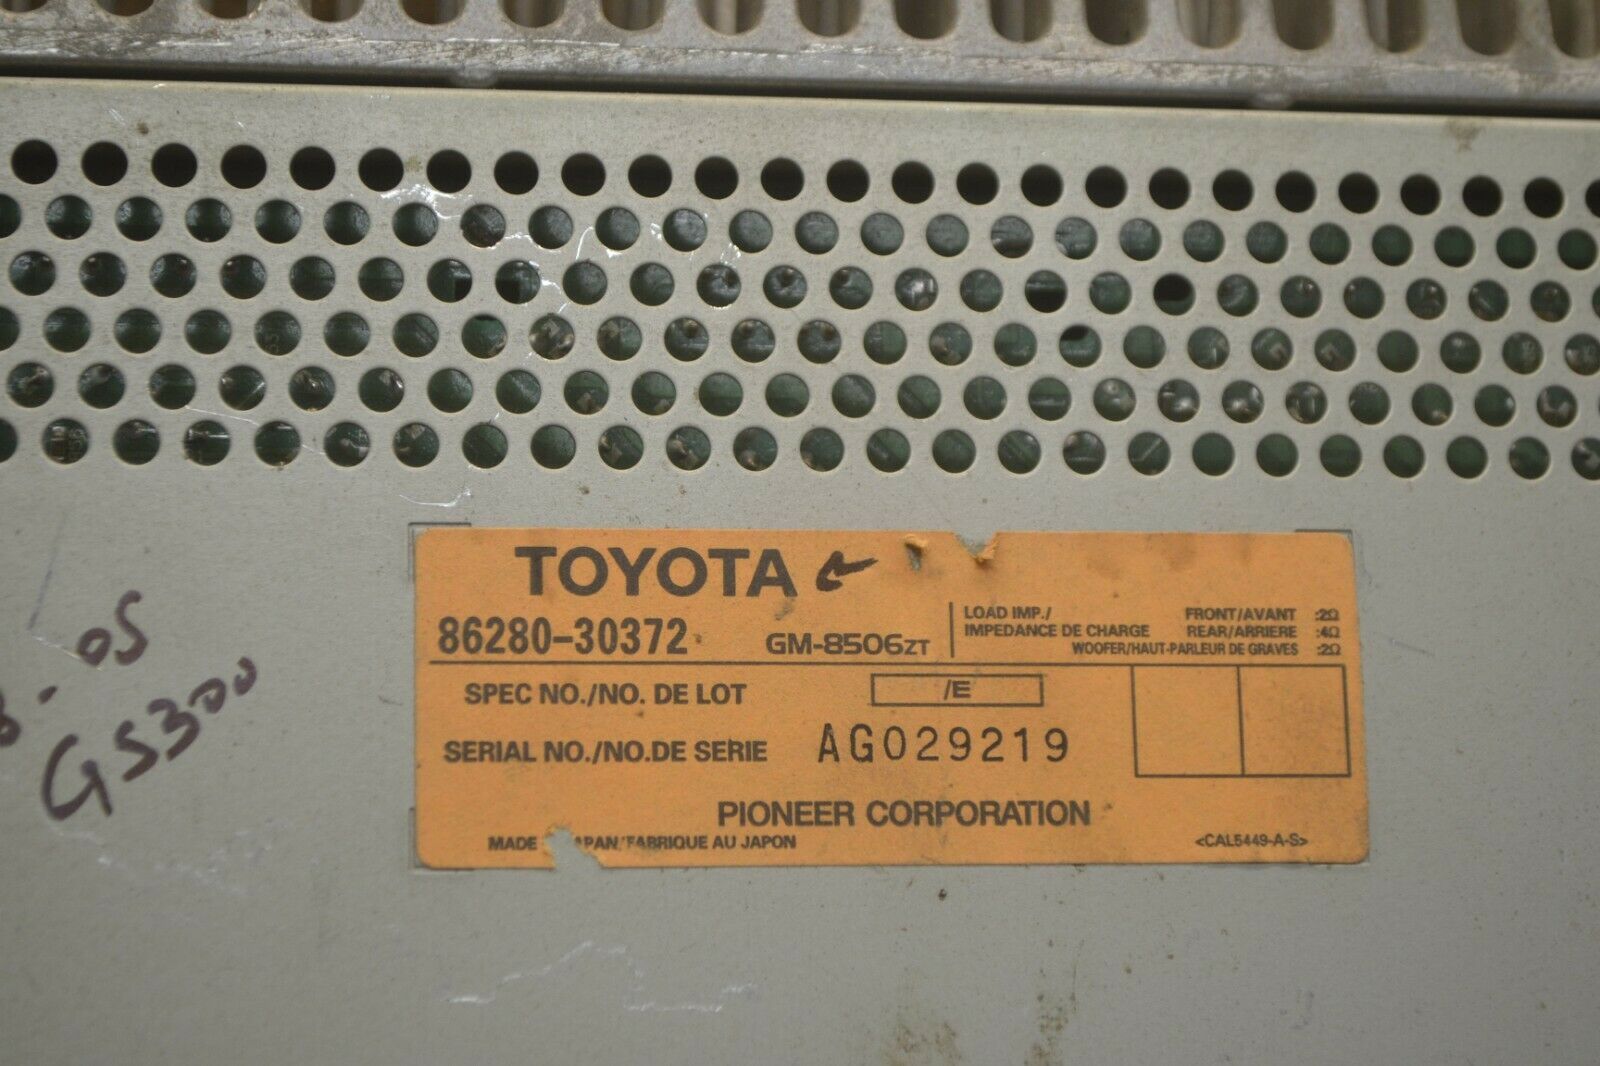 TOYOTA
86280-30372 GM-8506ZT
LOAD IMP./ FRONT/AVANT :2Ω
IMPEDANCE DE CHARGE REAR/ARRIERE :4Ω
WOOFER/HAUT-PARLEUR DE GRAVES :2Ω
SPEC NO./NO. DE LOT /E
SERIAL NO./NO.DE SERIE AG029219
PIONEER CORPORATION
MADE APAN/FABRIQUE AU JAPON <CAL5449-A-S>
-05
GS300